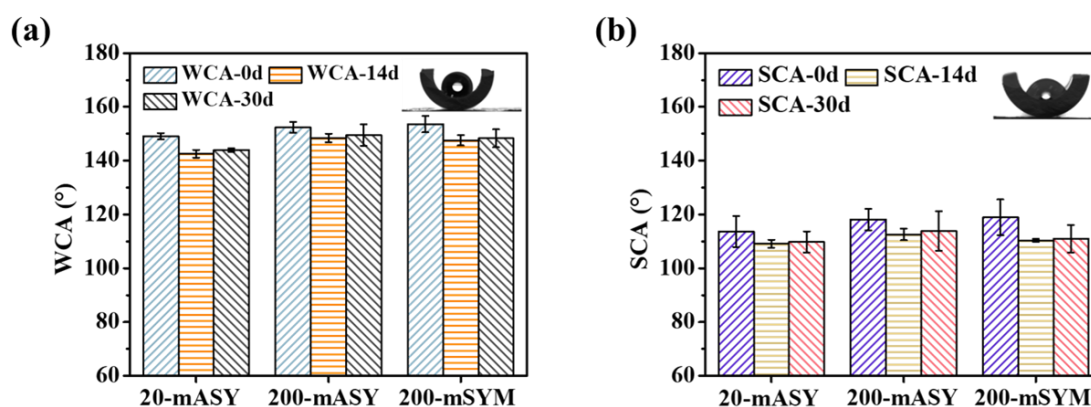 (a)
180
160
140
120
100
80
60
WCA (°)
WCA-0d WCA-14d
WCA-30d
20-mASY 200-mASY 200-mSYM
(b)
180
160
140
120
100
80
60
SCA (°)
SCA-0d SCA-14d
SCA-30d
20-mASY 200-mASY 200-mSYM